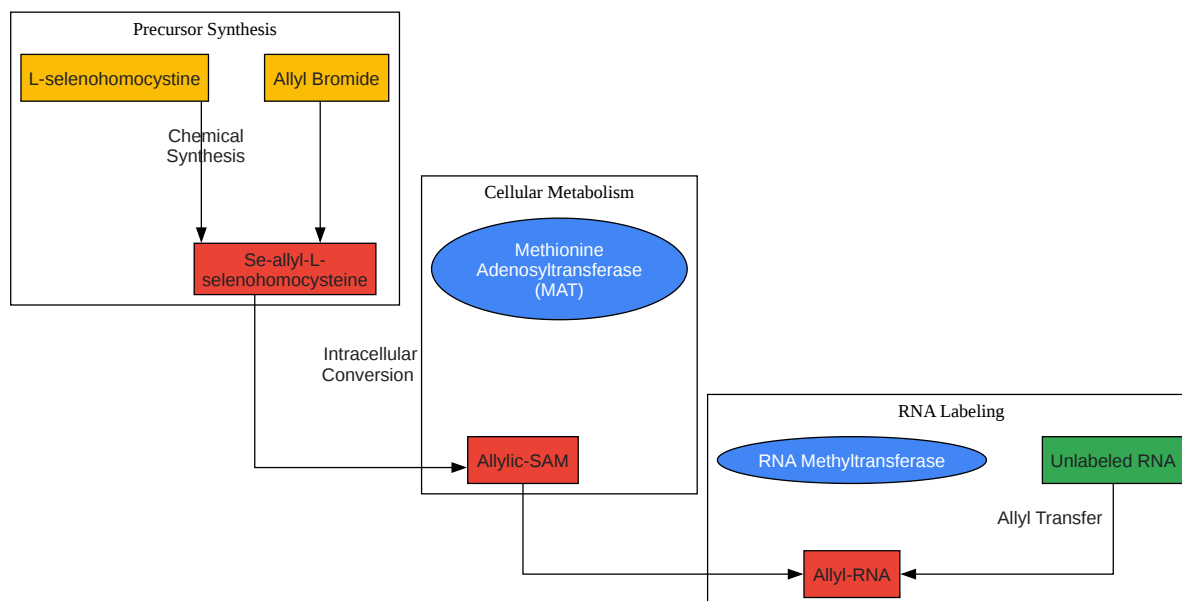 Precursor Synthesis
L-selenohomocystine
Allyl Bromide
Chemical
Synthesis
Se-allyl-L-
selenohomocysteine
Cellular Metabolism
Methionine
Adenosyltransferase
(MAT)
Intracellular
Conversion
Allylic-SAM
RNA Labeling
RNA Methyltransferase
Unlabeled RNA
Allyl Transfer
Allyl-RNA